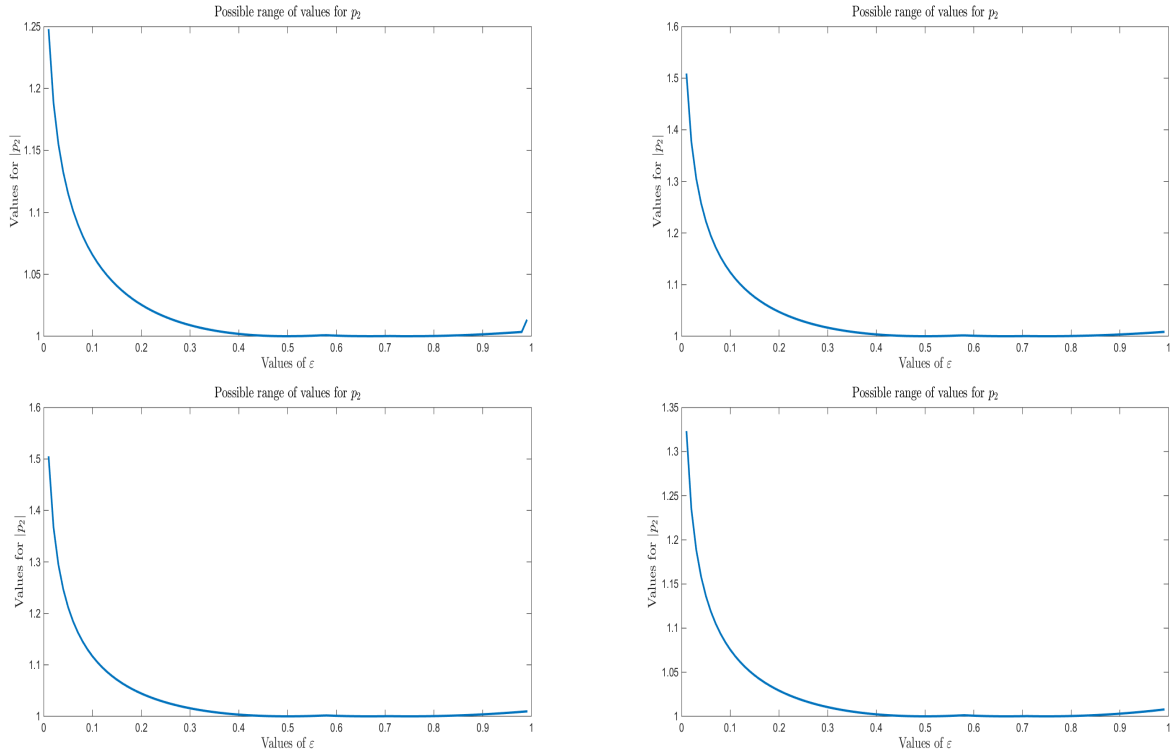 Possible range of values for p₂
1.25
1.2
1.15
1.1
1.05
1
Values for |p₂|
0 0.1 0.2 0.3 0.4 0.5 0.6 0.7 0.8 0.9 1
Values of ε
Possible range of values for p₂
1.6
1.5
1.4
1.3
1.2
1.1
1
Values for |p₂|
0 0.1 0.2 0.3 0.4 0.5 0.6 0.7 0.8 0.9 1
Values of ε
Possible range of values for p₂
1.6
1.5
1.4
1.3
1.2
1.1
1
Values for |p₂|
0 0.1 0.2 0.3 0.4 0.5 0.6 0.7 0.8 0.9 1
Values of ε
Possible range of values for p₂
1.35
1.3
1.25
1.2
1.15
1.1
1.05
1
Values for |p₂|
0 0.1 0.2 0.3 0.4 0.5 0.6 0.7 0.8 0.9 1
Values of ε